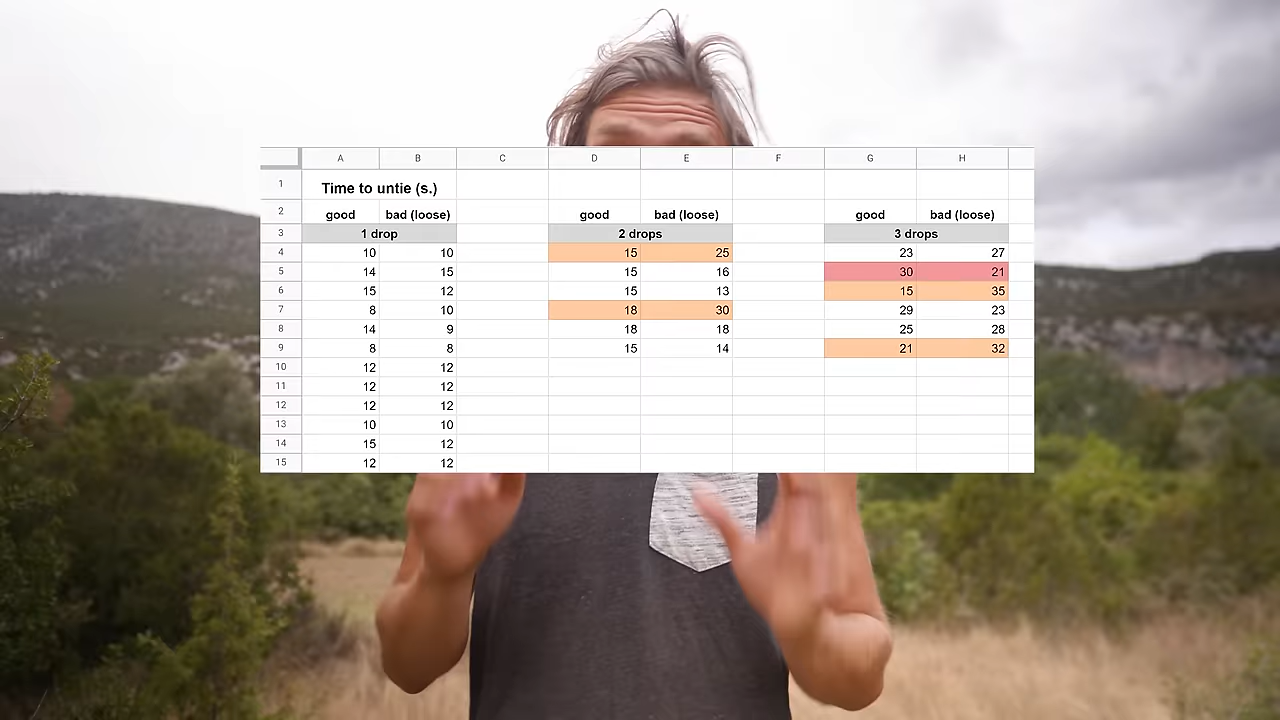 A B C D E F G H
1 Time to untie (s.)
2 good bad (loose) good bad (loose) good bad (loose)
3 1 drop 2 drops 3 drops
4 10 10 15 25 23 27
5 14 15 15 16 30 21
6 15 12 15 13 15 35
7 8 10 18 30 29 23
8 14 9 18 18 25 28
9 8 8 15 14 21 32
10 12 12
11 12 12
12 12 12
13 10 10
14 15 12
15 12 12